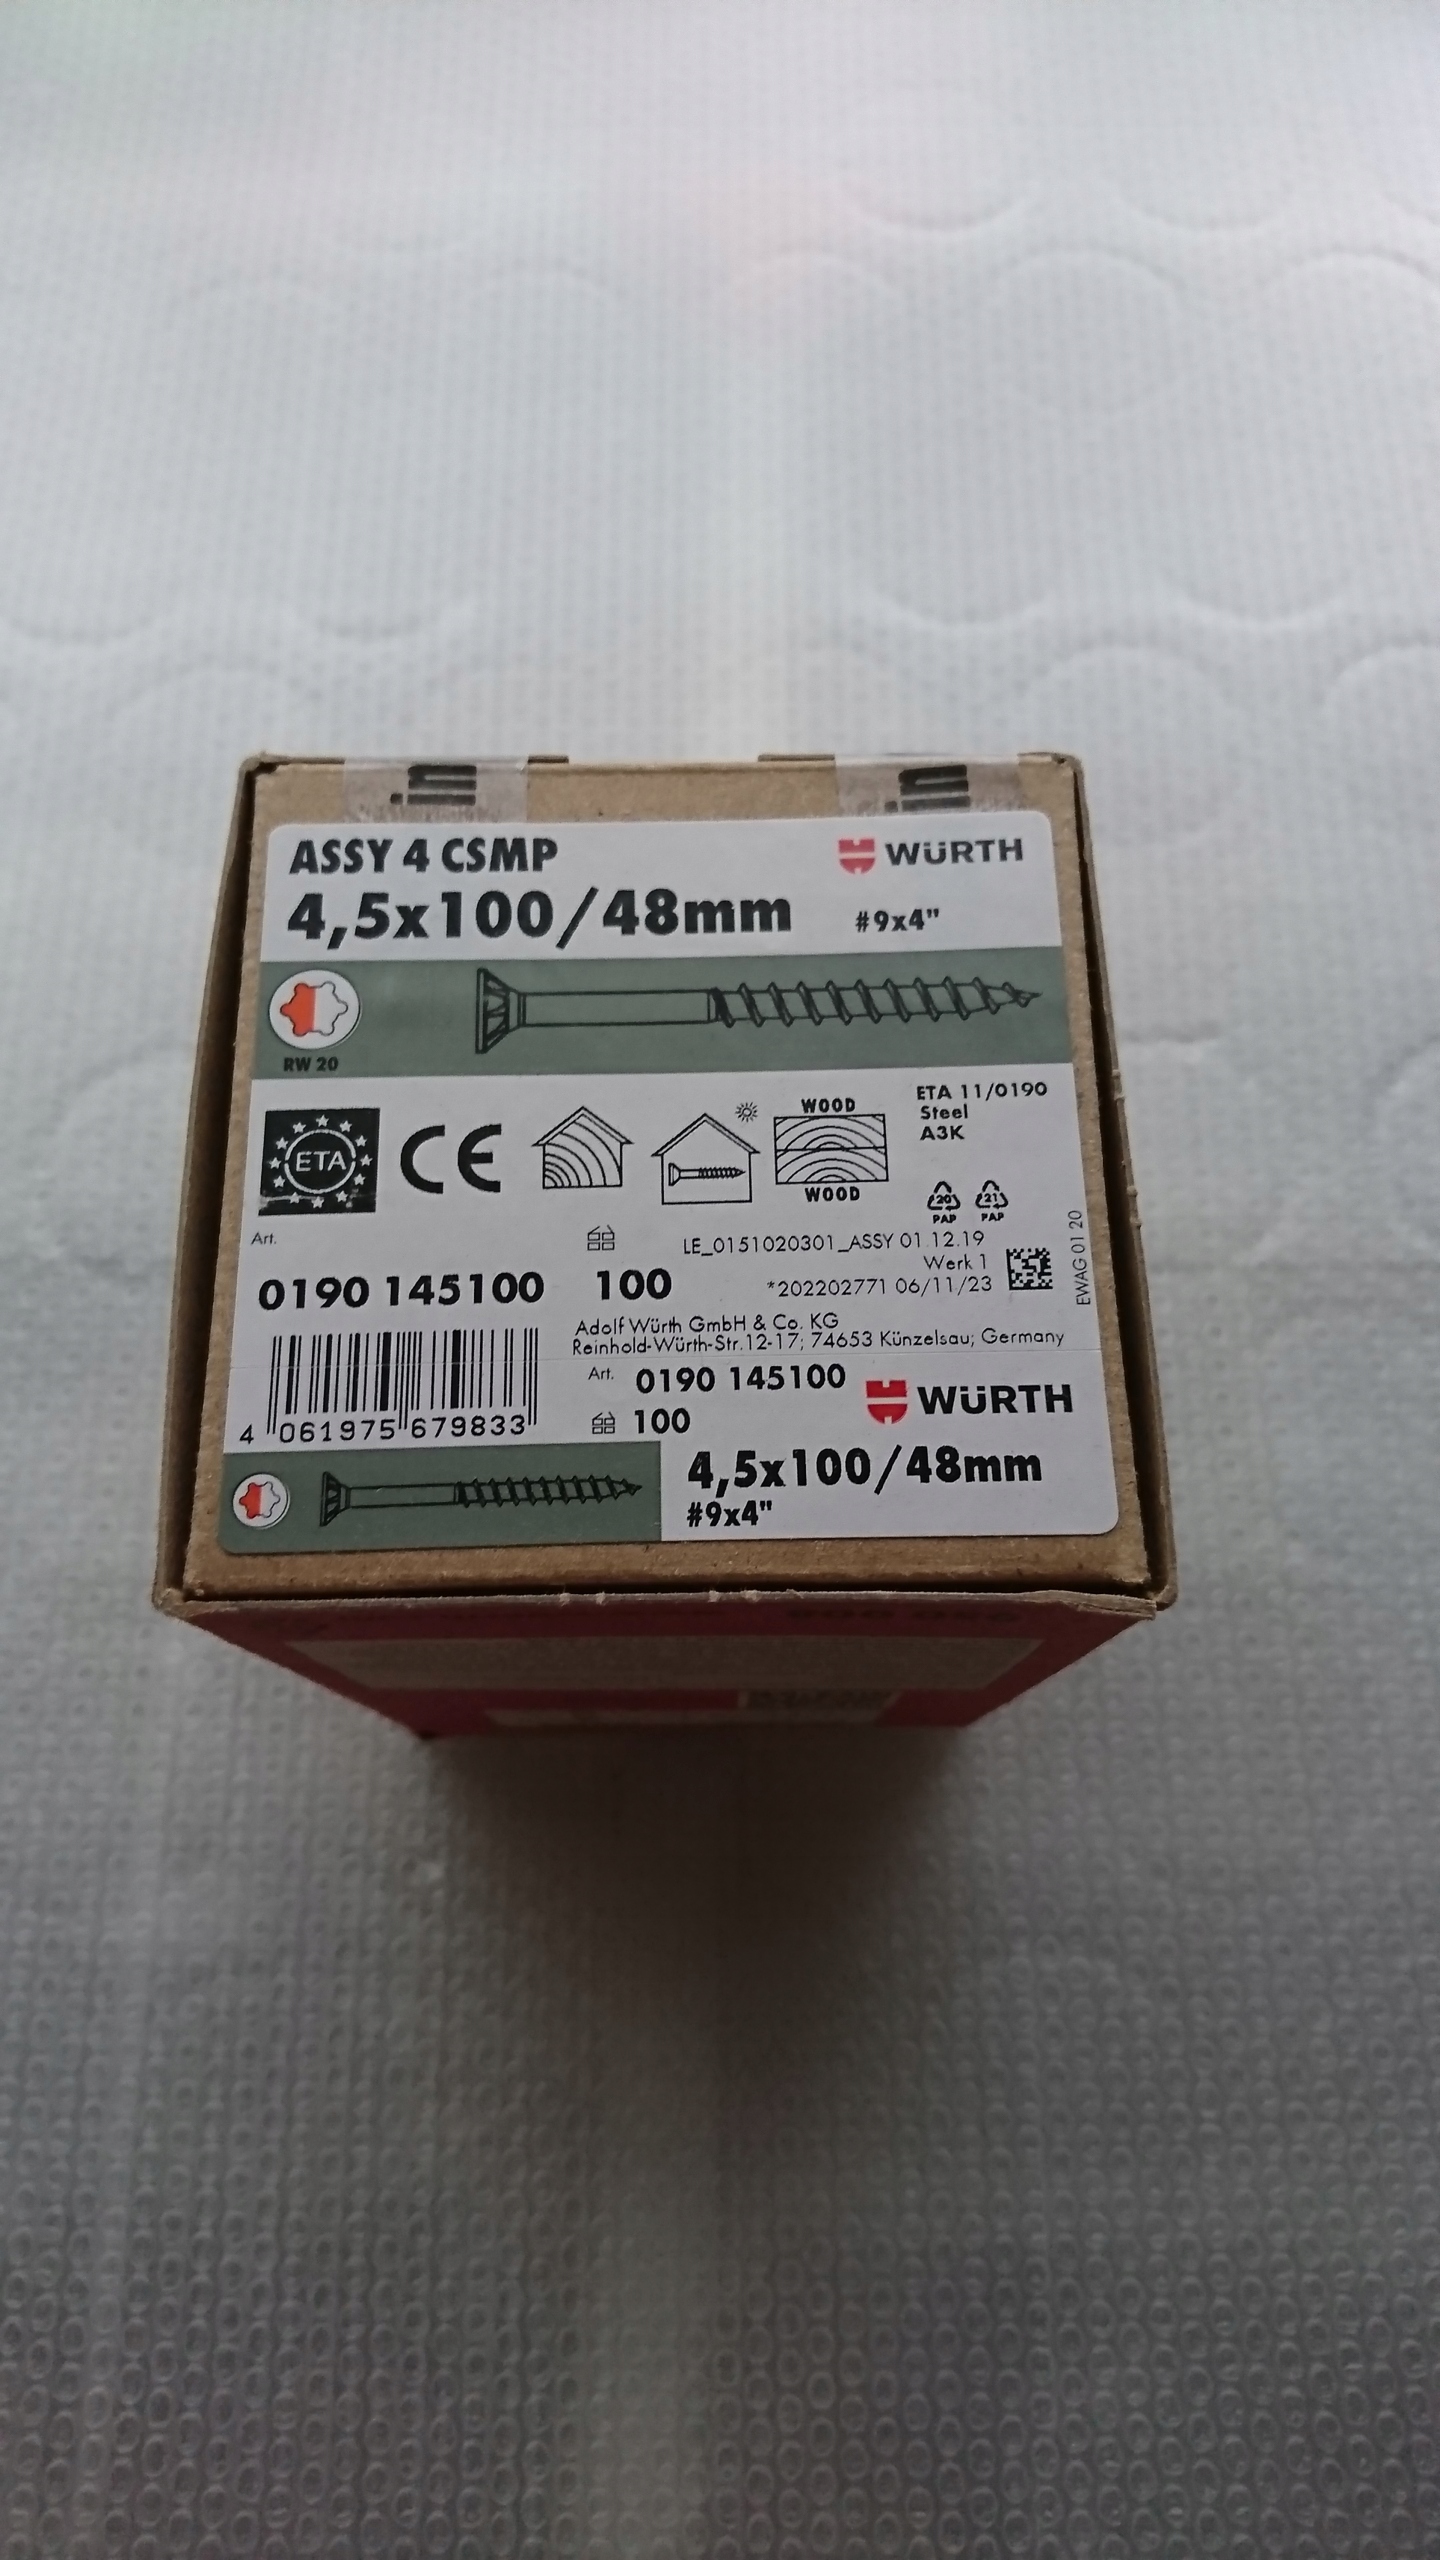 ASSY 4 CSMP
WÜRTH
4,5x100/48mm
#9x4"
RW 20
ETA
CE
WOOD
WOOD
ETA 11/0190
Steel
A3K
20
PAP
21
PAP
Art.
LE_0151020301_ASSY 01.12.19
Werk 1
0190 145100
100
*202202771 06/11/23
EWAG 01 20
Adolf Würth GmbH & Co. KG
Reinhold-Würth-Str.12-17; 74653 Künzelsau; Germany
Art. 0190 145100
WÜRTH
100
4 061975 679833
4,5x100/48mm
#9x4"